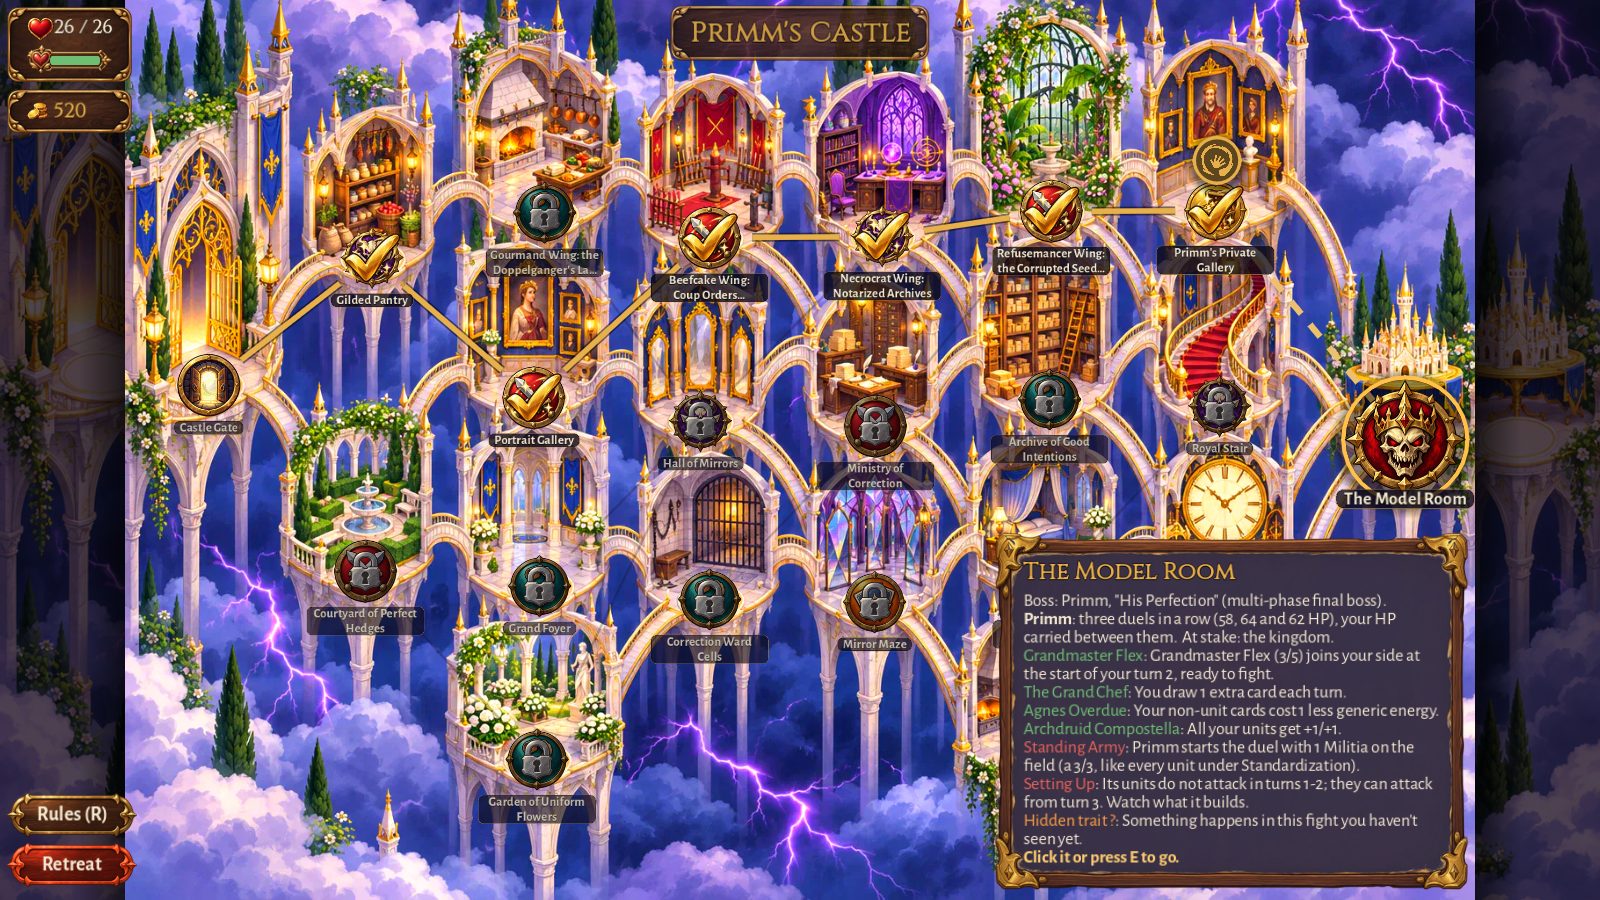 26 / 26
520
PRIMM'S CASTLE
Gilded Pantry
Gourmand Wing: the
Doppelganger's La...
Beefcake Wing:
Coup Orders...
Necrocrat Wing:
Notarized Archives
Refusemancer Wing:
the Corrupted Seed...
Primm's Private
Gallery
Castle Gate
Portrait Gallery
Hall of Mirrors
Ministry of
Correction
Archive of Good
Intentions
Royal Stair
The Model Room
Courtyard of Perfect
Hedges
Grand Foyer
Correction Ward
Cells
Mirror Maze
Garden of Uniform
Flowers
THE MODEL ROOM
Boss: Primm, "His Perfection" (multi-phase final boss).
Primm: three duels in a row (58, 64 and 62 HP), your HP
carried between them. At stake: the kingdom.
Grandmaster Flex: Grandmaster Flex (3/5) joins your side at
the start of your turn 2, ready to fight.
The Grand Chef: You draw 1 extra card each turn.
Agnes Overdue: Your non-unit cards cost 1 less generic energy.
Archdruid Compostella: All your units get +1/+1.
Standing Army: Primm starts the duel with 1 Militia on the
field (a 3/3, like every unit under Standardization).
Setting Up: Its units do not attack in turns 1-2; they can attack
from turn 3. Watch what it builds.
Hidden trait ?: Something happens in this fight you haven't
seen yet.
Click it or press E to go.
Rules (R)
Retreat